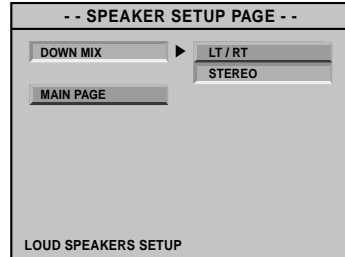 - - SPEAKER SETUP PAGE - -
DOWN MIX
LT / RT
STEREO
MAIN PAGE
LOUD SPEAKERS SETUP